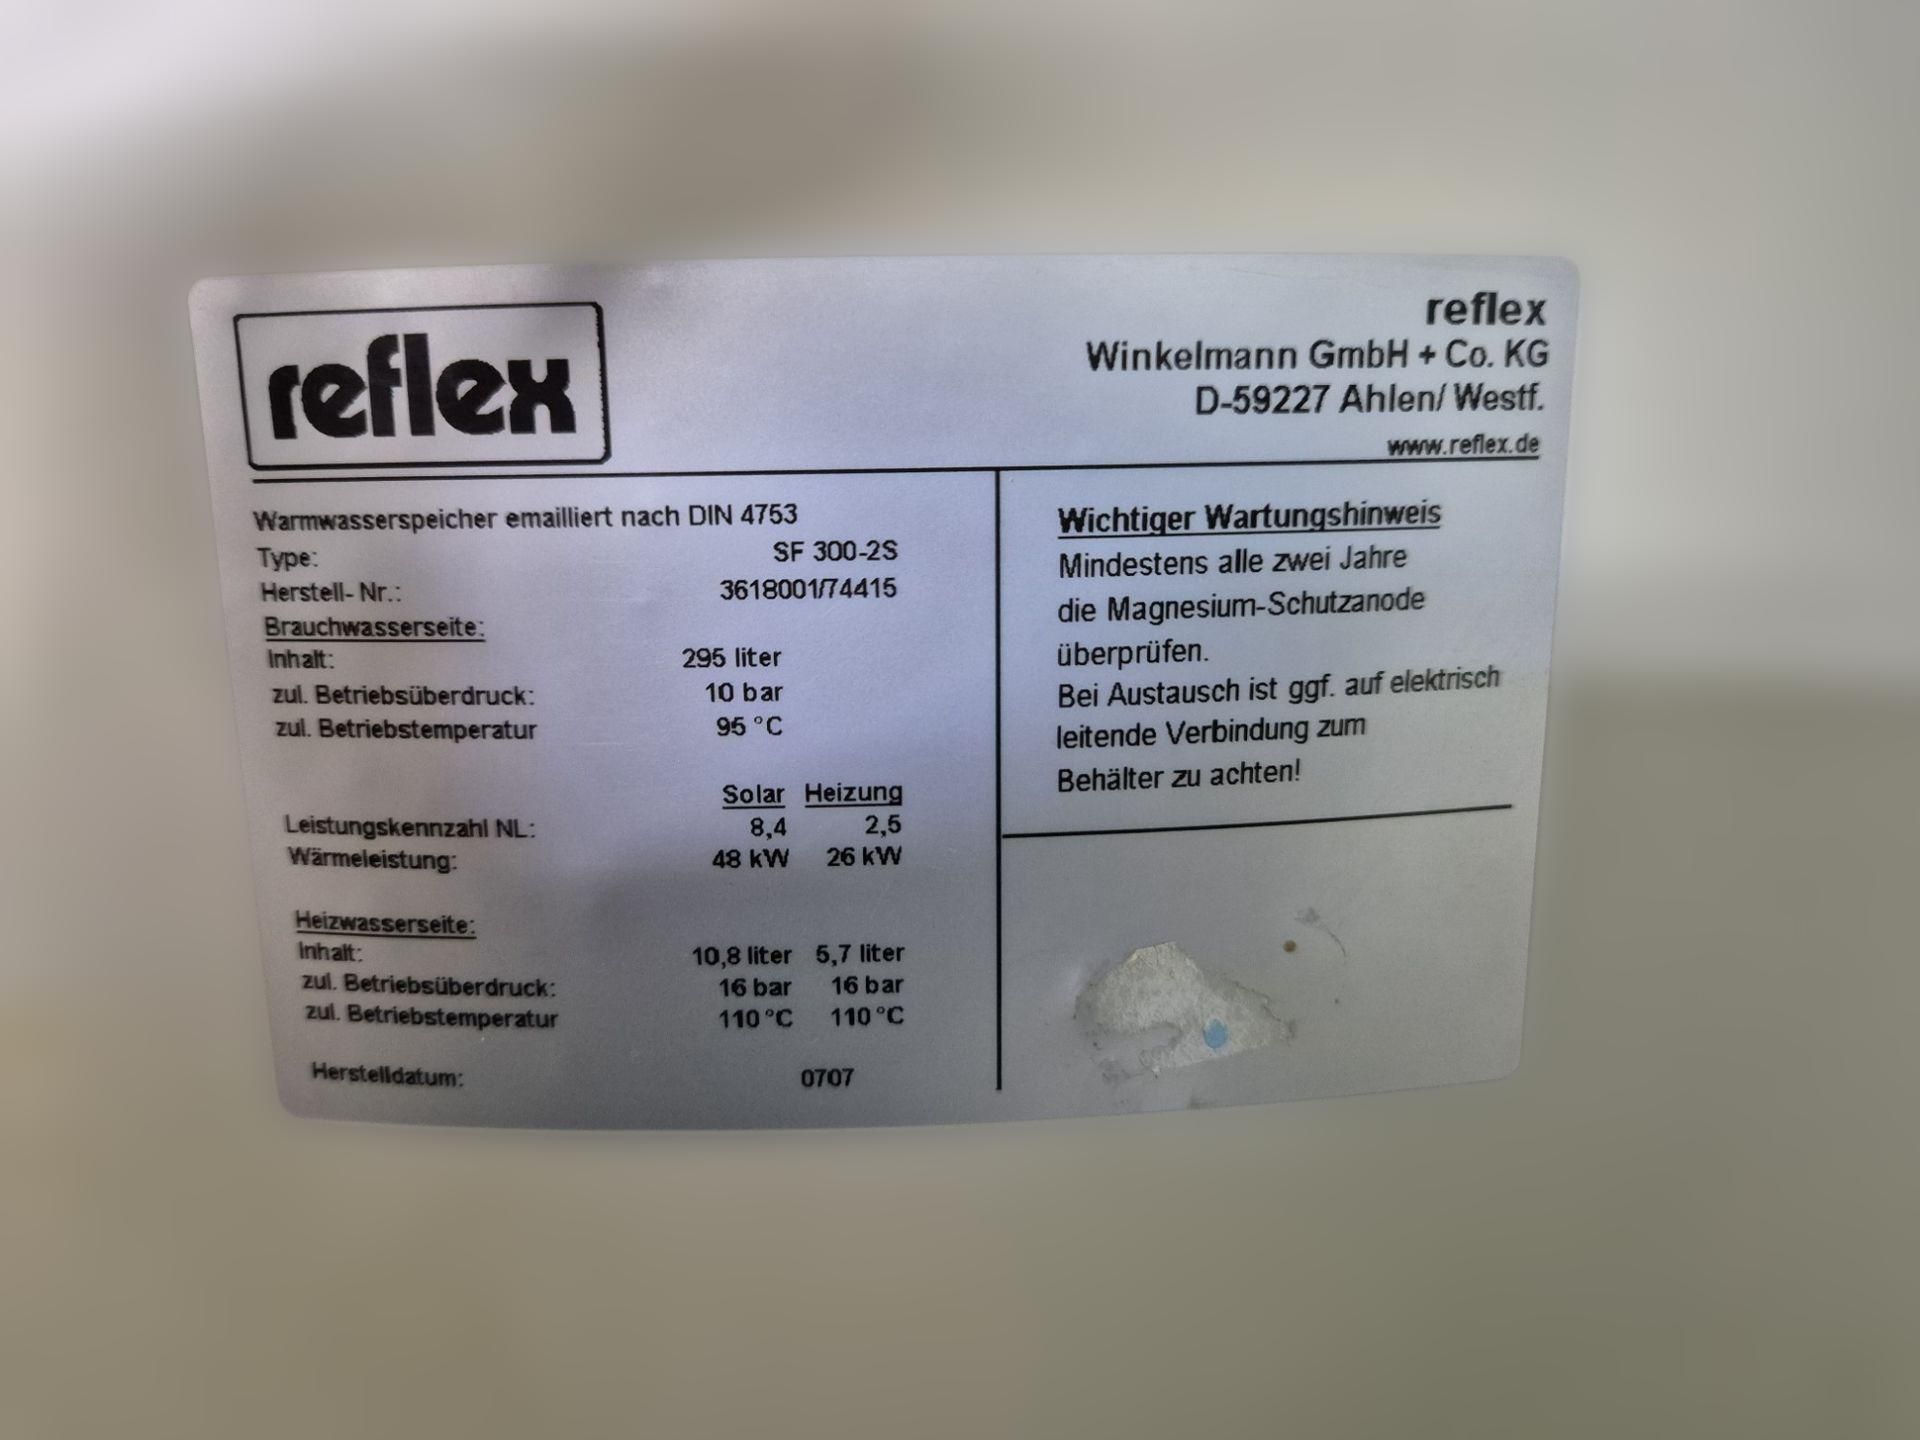 reflex
reflex
Winkelmann GmbH + Co. KG
D-59227 Ahlen/ Westf.
www.reflex.de
Warmwasserspeicher emailliert nach DIN 4753
Type: SF 300-2S
Herstell- Nr.: 3618001/74415
Brauchwasserseite:
Inhalt: 295 liter
zul. Betriebsüberdruck: 10 bar
zul. Betriebstemperatur 95 °C
Solar Heizung
Leistungskennzahl NL: 8,4 2,5
Wärmeleistung: 48 kW 26 kW
Heizwasserseite:
Inhalt: 10,8 liter 5,7 liter
zul. Betriebsüberdruck: 16 bar 16 bar
zul. Betriebstemperatur 110 °C 110 °C
Herstelldatum: 0707
Wichtiger Wartungshinweis
Mindestens alle zwei Jahre
die Magnesium-Schutzanode
überprüfen.
Bei Austausch ist ggf. auf elektrisch
leitende Verbindung zum
Behälter zu achten!